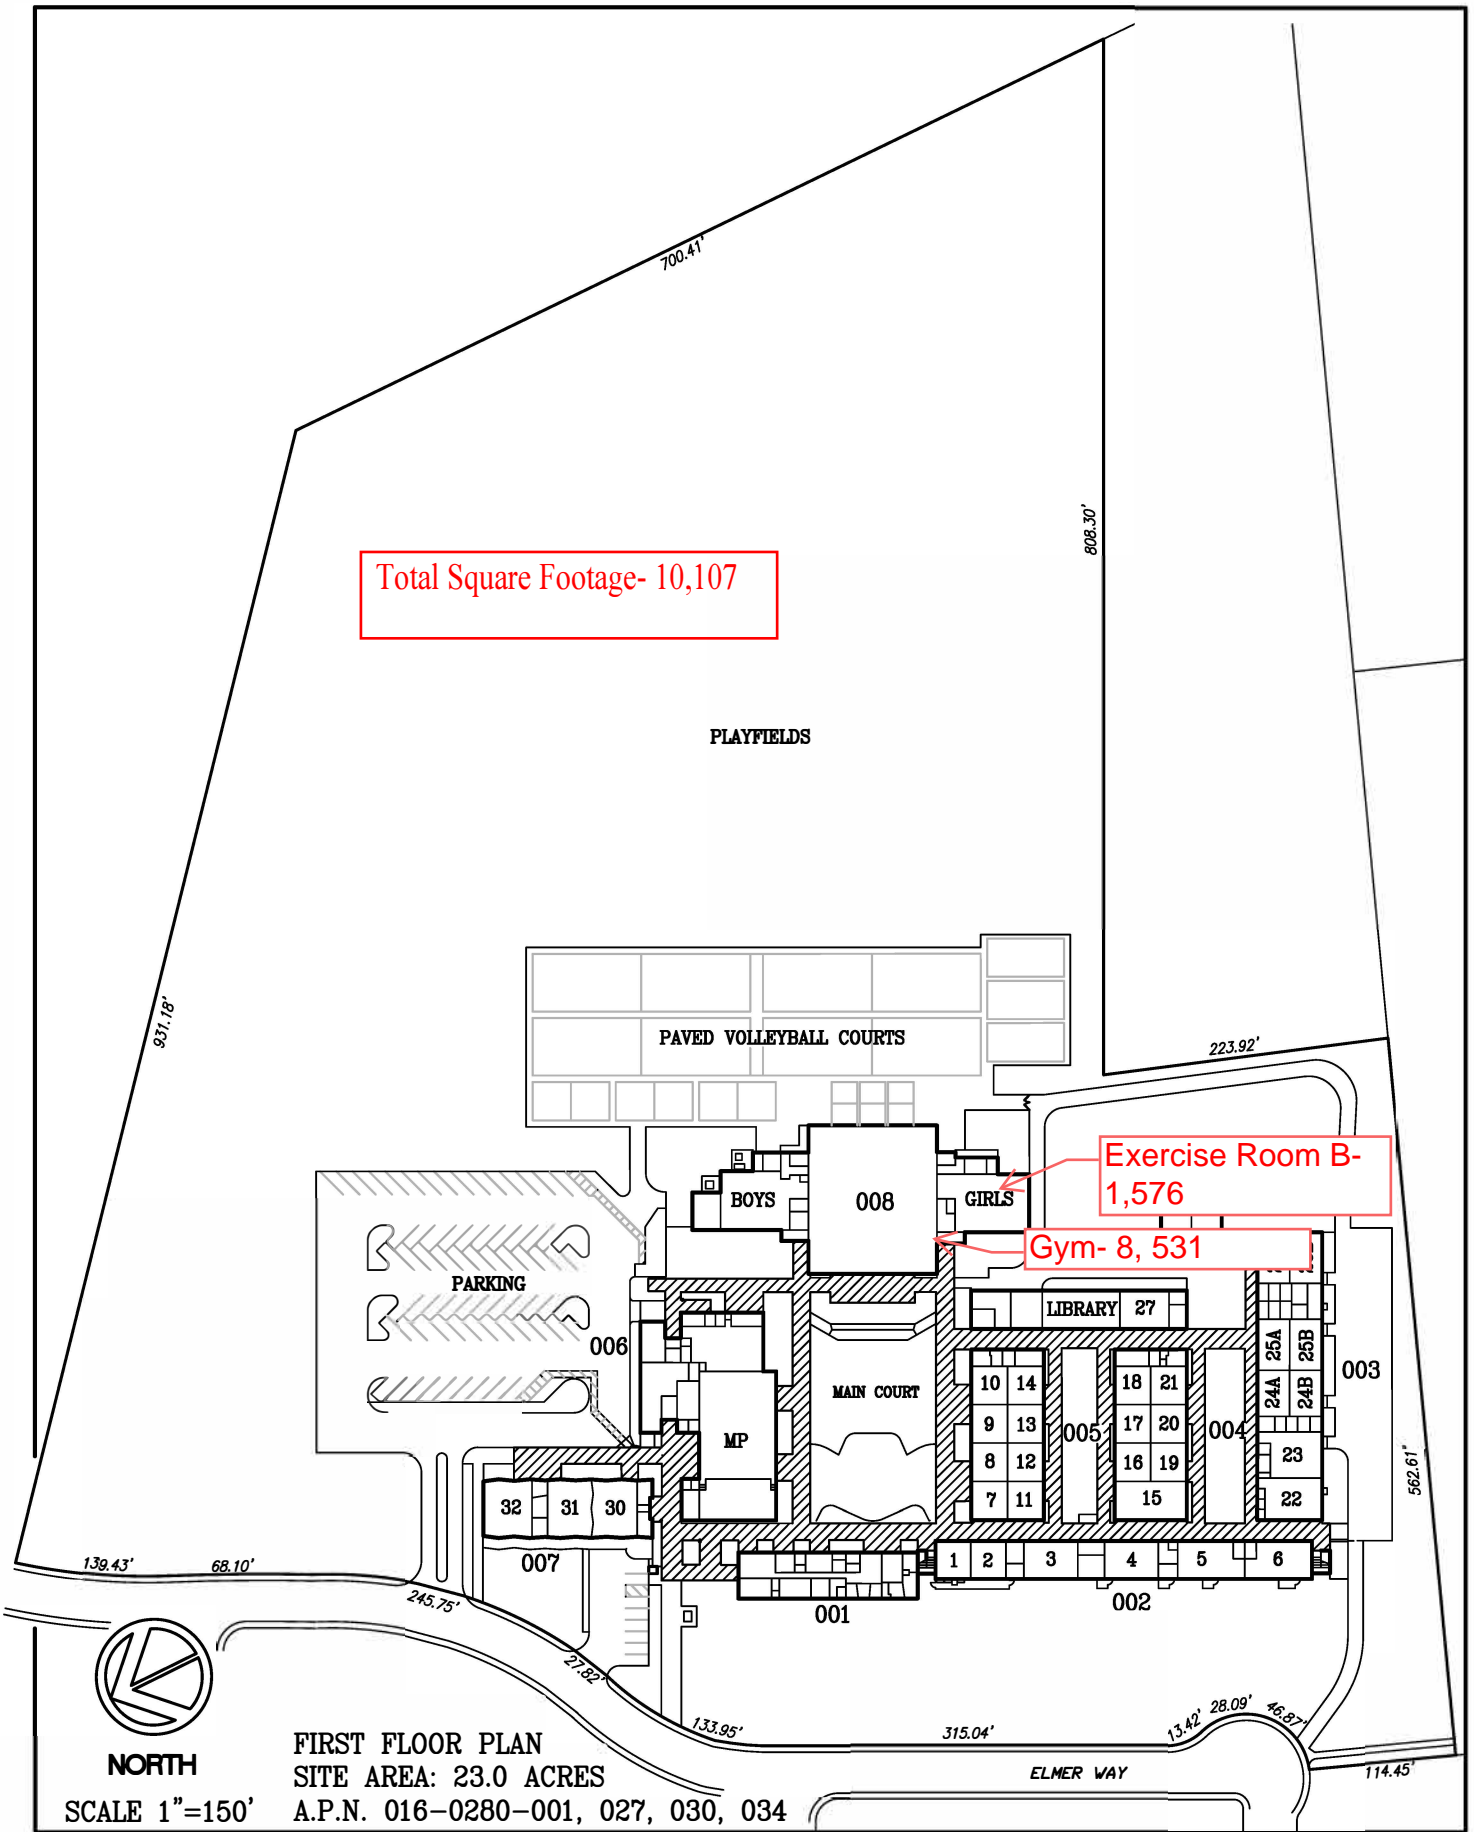 700.41'
808.30'
Total Square Footage- 10,107
PLAYFIELDS
931.18'
PAVED VOLLEYBALL COURTS
223.92'
Exercise Room B-
1,576
BOYS
008
GIRLS
Gym- 8, 531
PARKING
LIBRARY
27
006
25A
25B
003
MAIN COURT
10
14
18
21
24A
24B
9
13
17
20
005
004
MP
8
12
16
19
23
7
11
15
22
562.61"
32
31
30
007
1
2
3
4
5
6
001
002
139.43'
68.10'
245.75'
27.82'
133.95'
315.04'
13.42'
28.09'
46.87'
114.45'
ELMER WAY
NORTH
SCALE 1"=150'
FIRST FLOOR PLAN
SITE AREA: 23.0 ACRES
A.P.N. 016-0280-001, 027, 030, 034